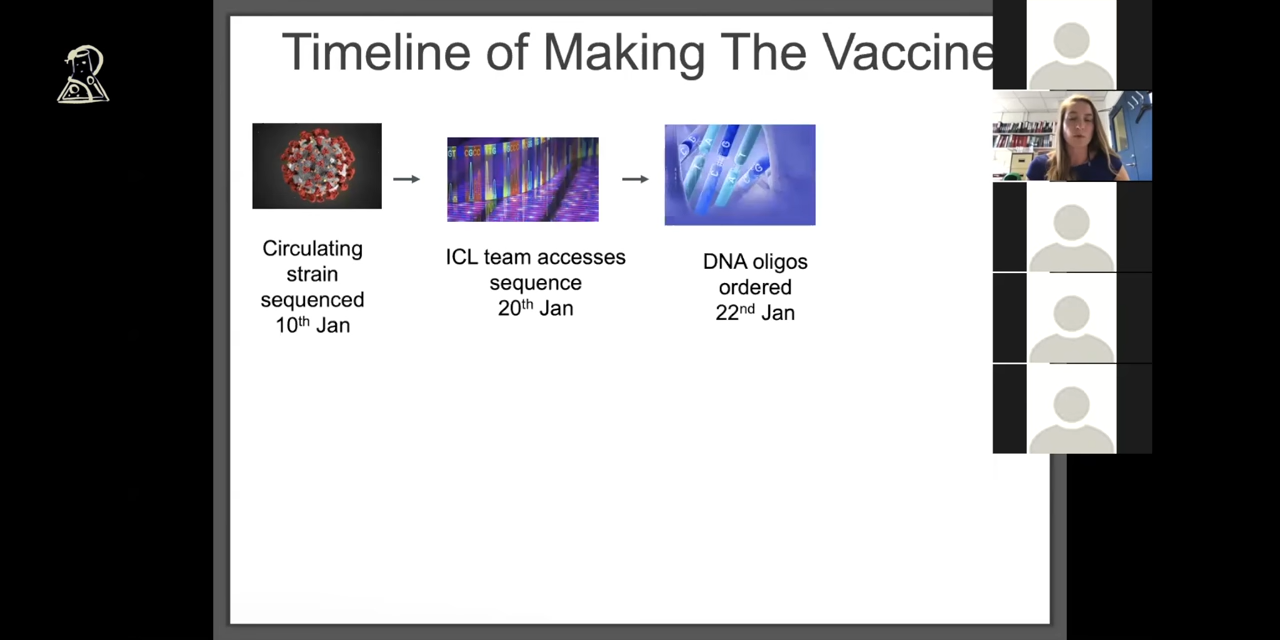 Timeline of Making The Vaccine
Circulating
strain
sequenced
10th Jan
ICL team accesses
sequence
20th Jan
DNA oligos
ordered
22nd Jan